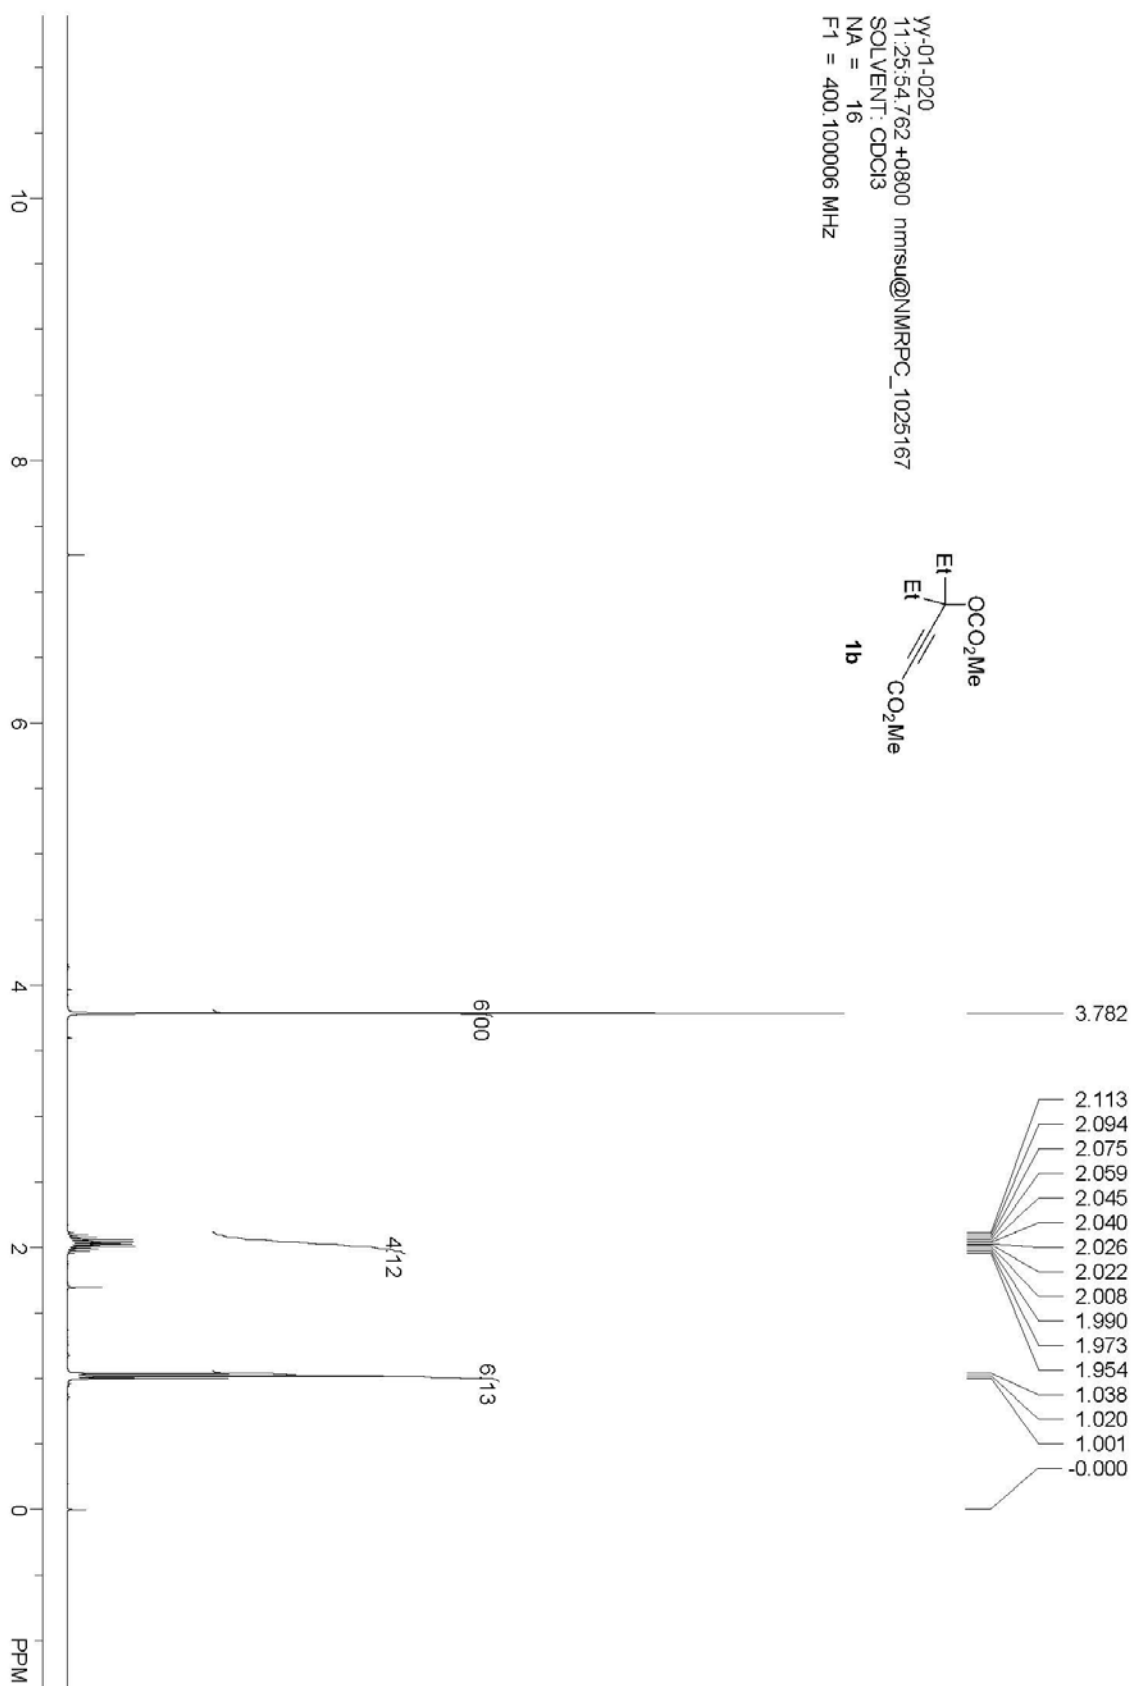 yy-01-020
11:25:54.762 +0800 nmrsu@NMRPC_1025167
SOLVENT: CDCl3
NA = 16
F1 = 400.100006 MHz
OCO2Me
Et
Et
CO2Me
1b
3.782
2.113
2.094
2.075
2.059
2.045
2.040
2.026
2.022
2.008
1.990
1.973
1.954
1.038
1.020
1.001
-0.000
6.00
4.12
6.13
10
8
6
4
2
0
PPM